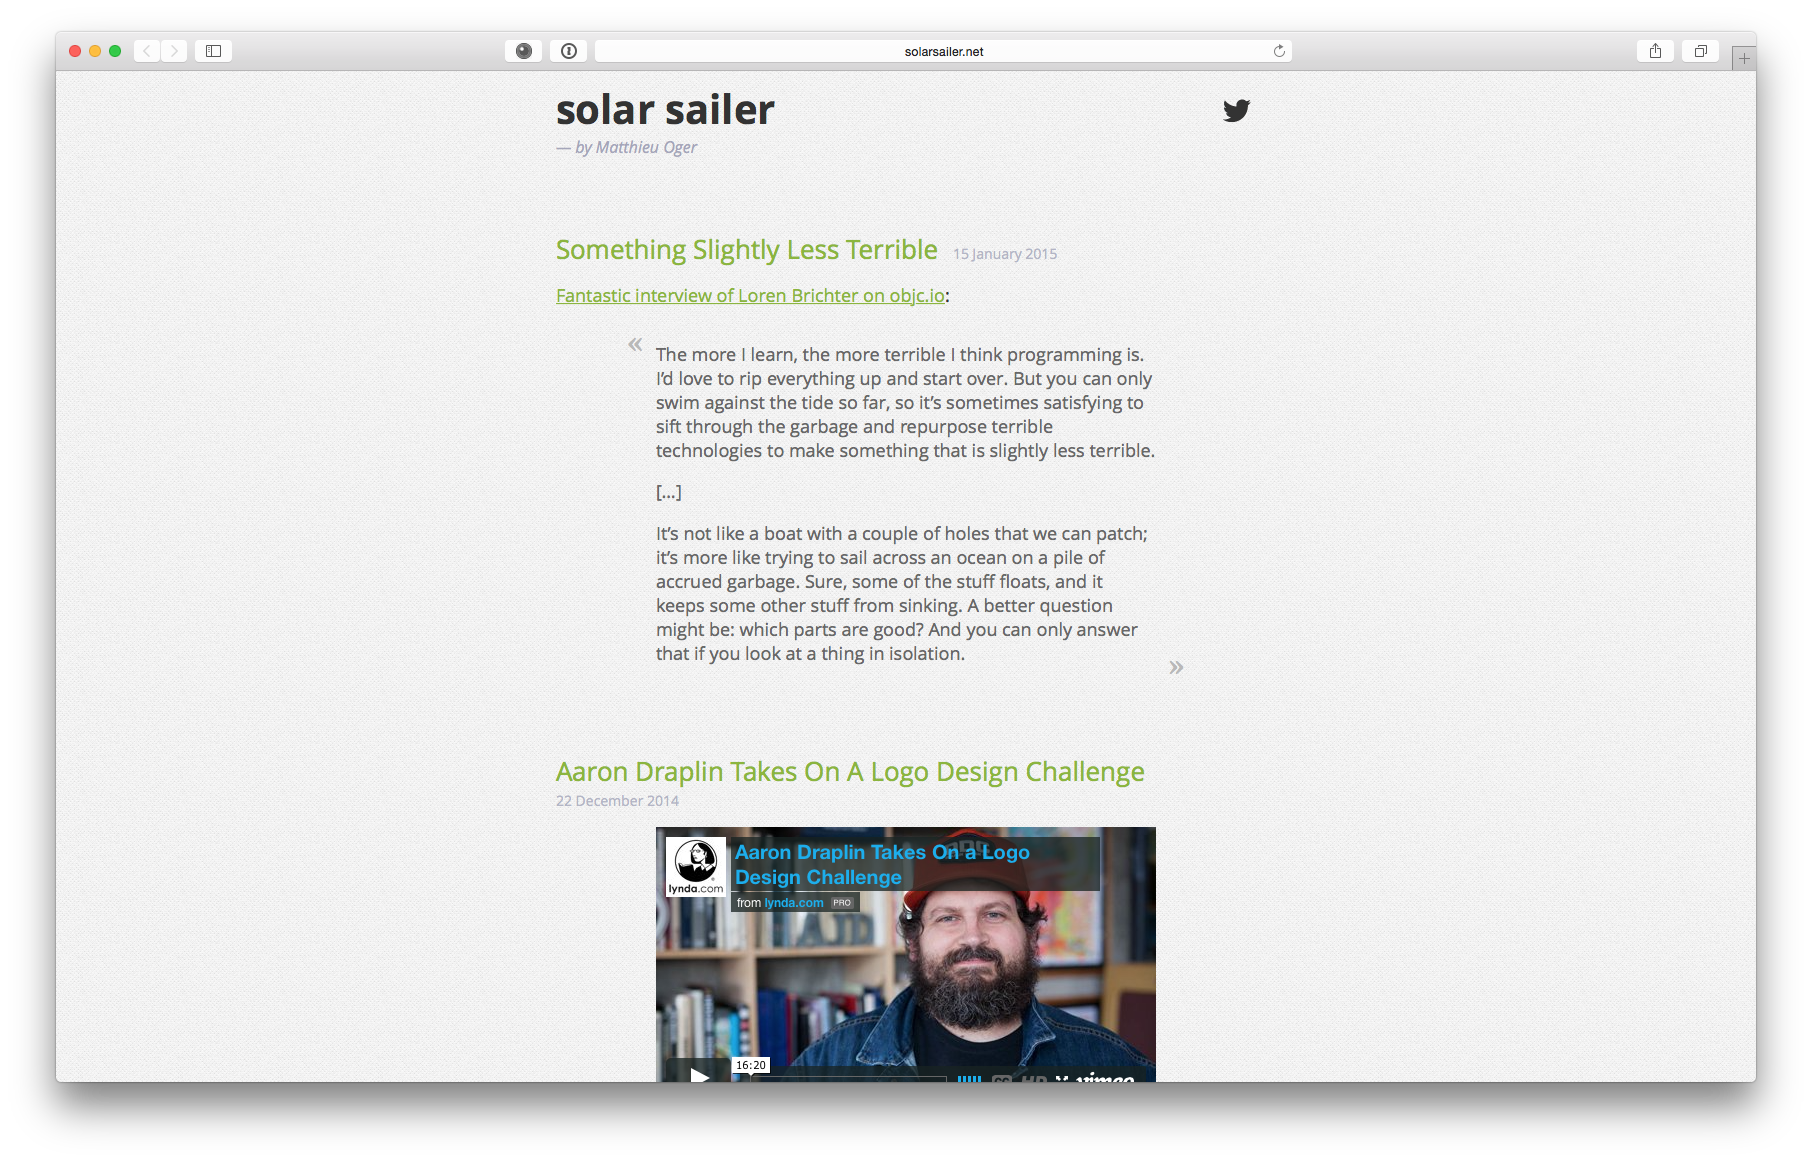 solarsailer.net
solar sailer
— by Matthieu Oger
Something Slightly Less Terrible 15 January 2015
Fantastic interview of Loren Brichter on objc.io:
«
The more I learn, the more terrible I think programming is.
I’d love to rip everything up and start over. But you can only
swim against the tide so far, so it’s sometimes satisfying to
sift through the garbage and repurpose terrible
technologies to make something that is slightly less terrible.
[…]
It’s not like a boat with a couple of holes that we can patch;
it’s more like trying to sail across an ocean on a pile of
accrued garbage. Sure, some of the stuff floats, and it
keeps some other stuff from sinking. A better question
might be: which parts are good? And you can only answer
that if you look at a thing in isolation.
»
Aaron Draplin Takes On A Logo Design Challenge
22 December 2014
Aaron Draplin Takes On a Logo
Design Challenge
lynda.com
from lynda.com PRO
16:20
CC HD vimeo